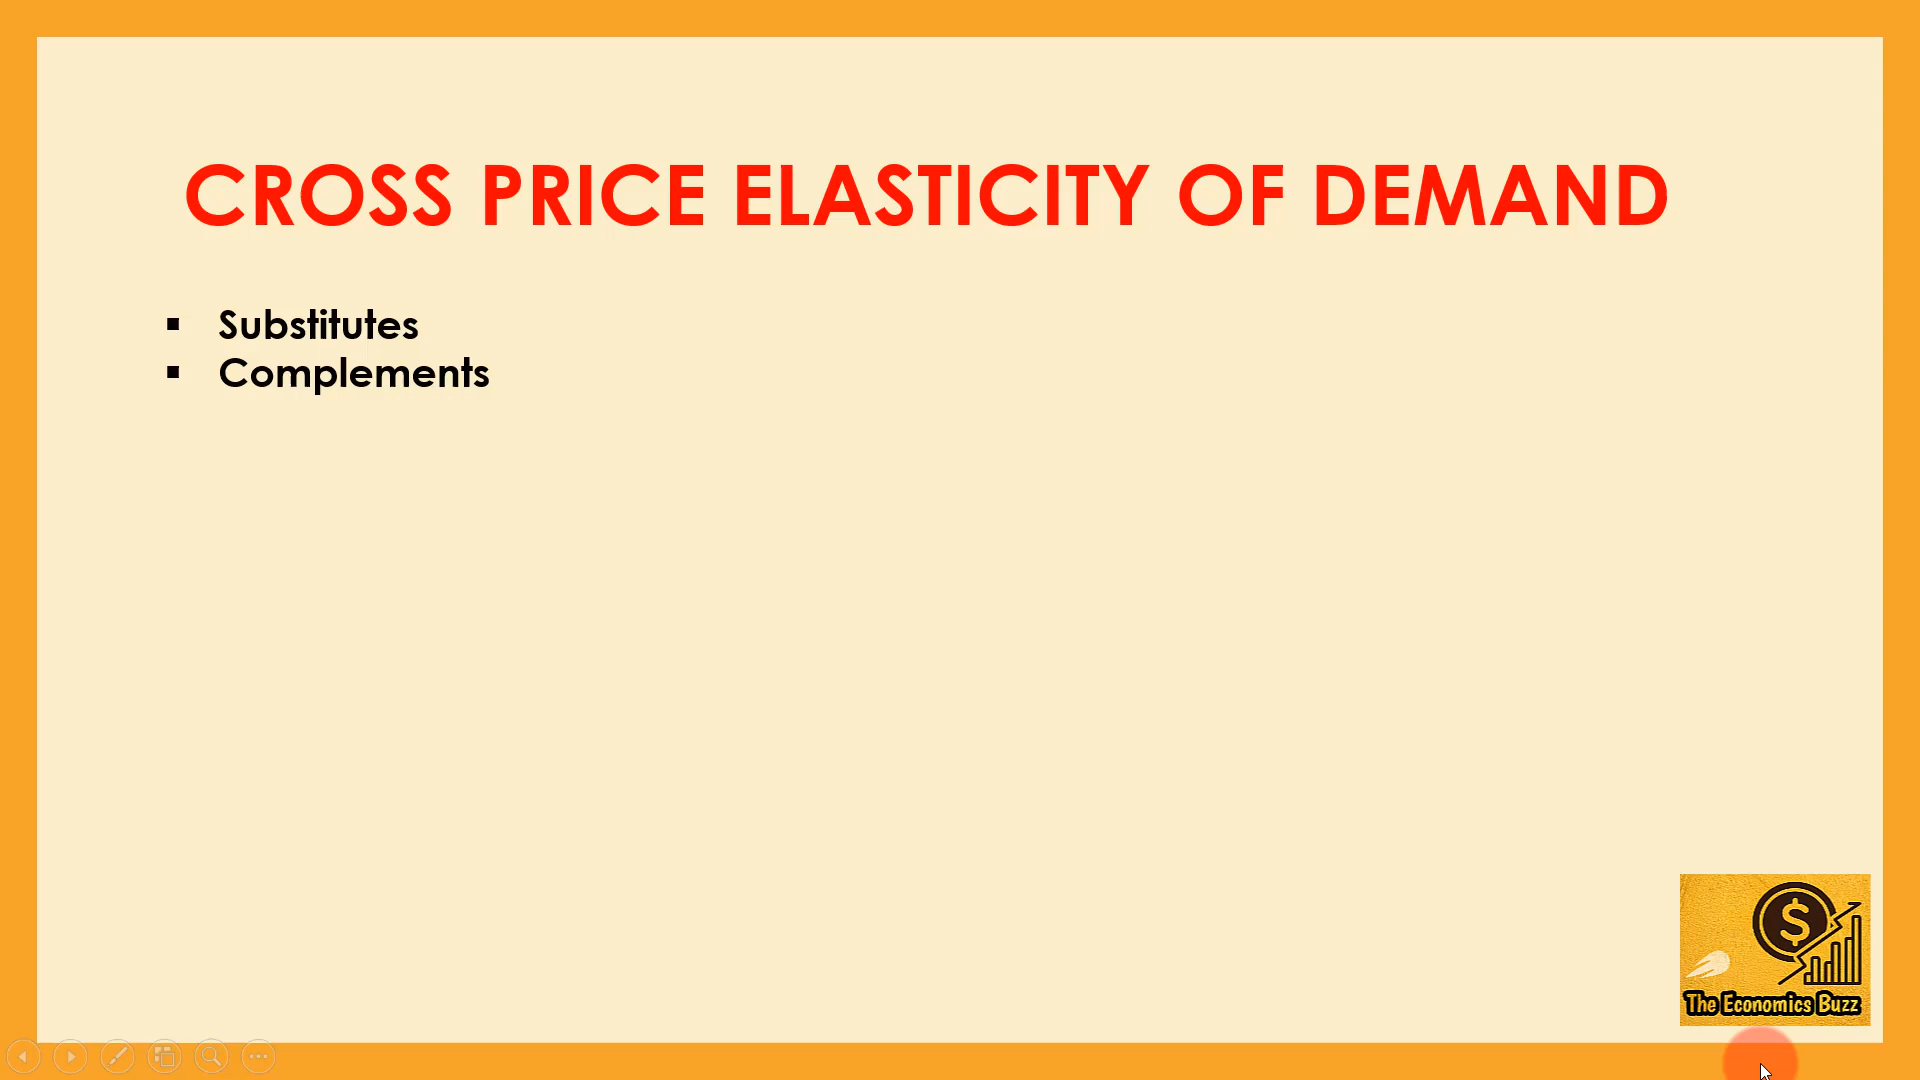 CROSS PRICE ELASTICITY OF DEMAND
▪ Substitutes
▪ Complements
$
The Economics Buzz